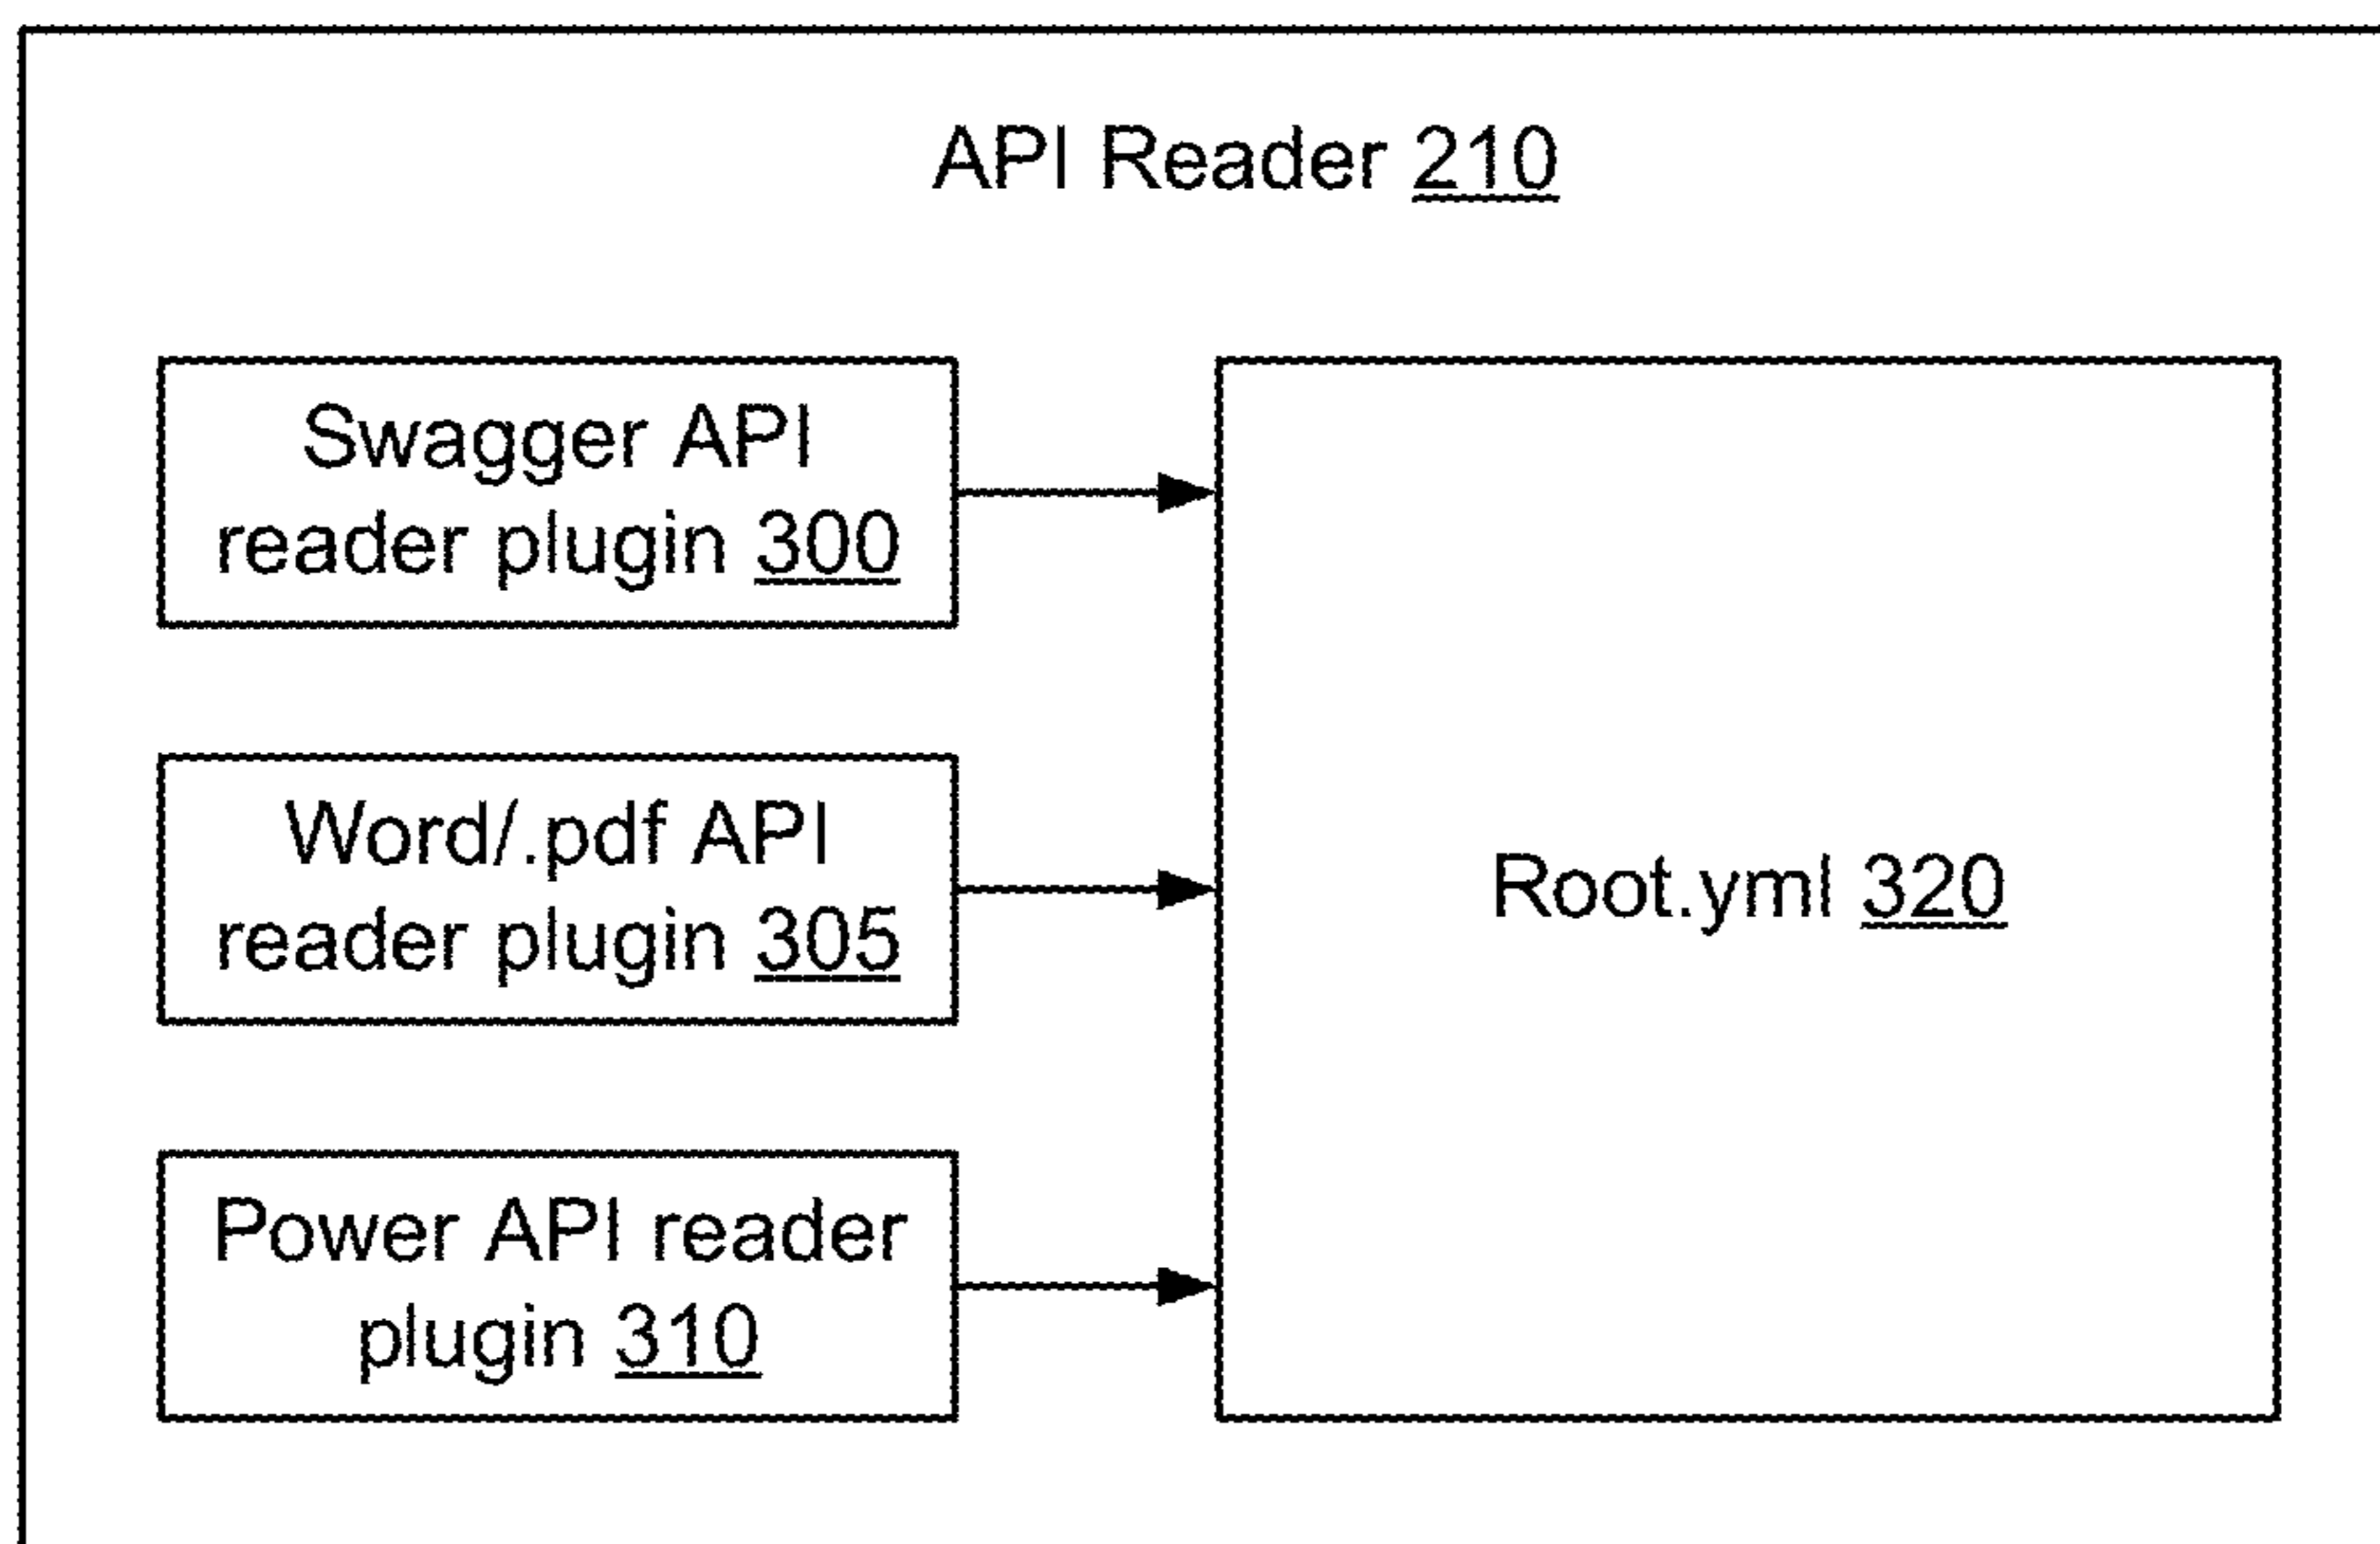 API Reader 210
Swagger API
reader plugin 300
Word/.pdf API
reader plugin 305
Power API reader
plugin 310
Root.yml 320